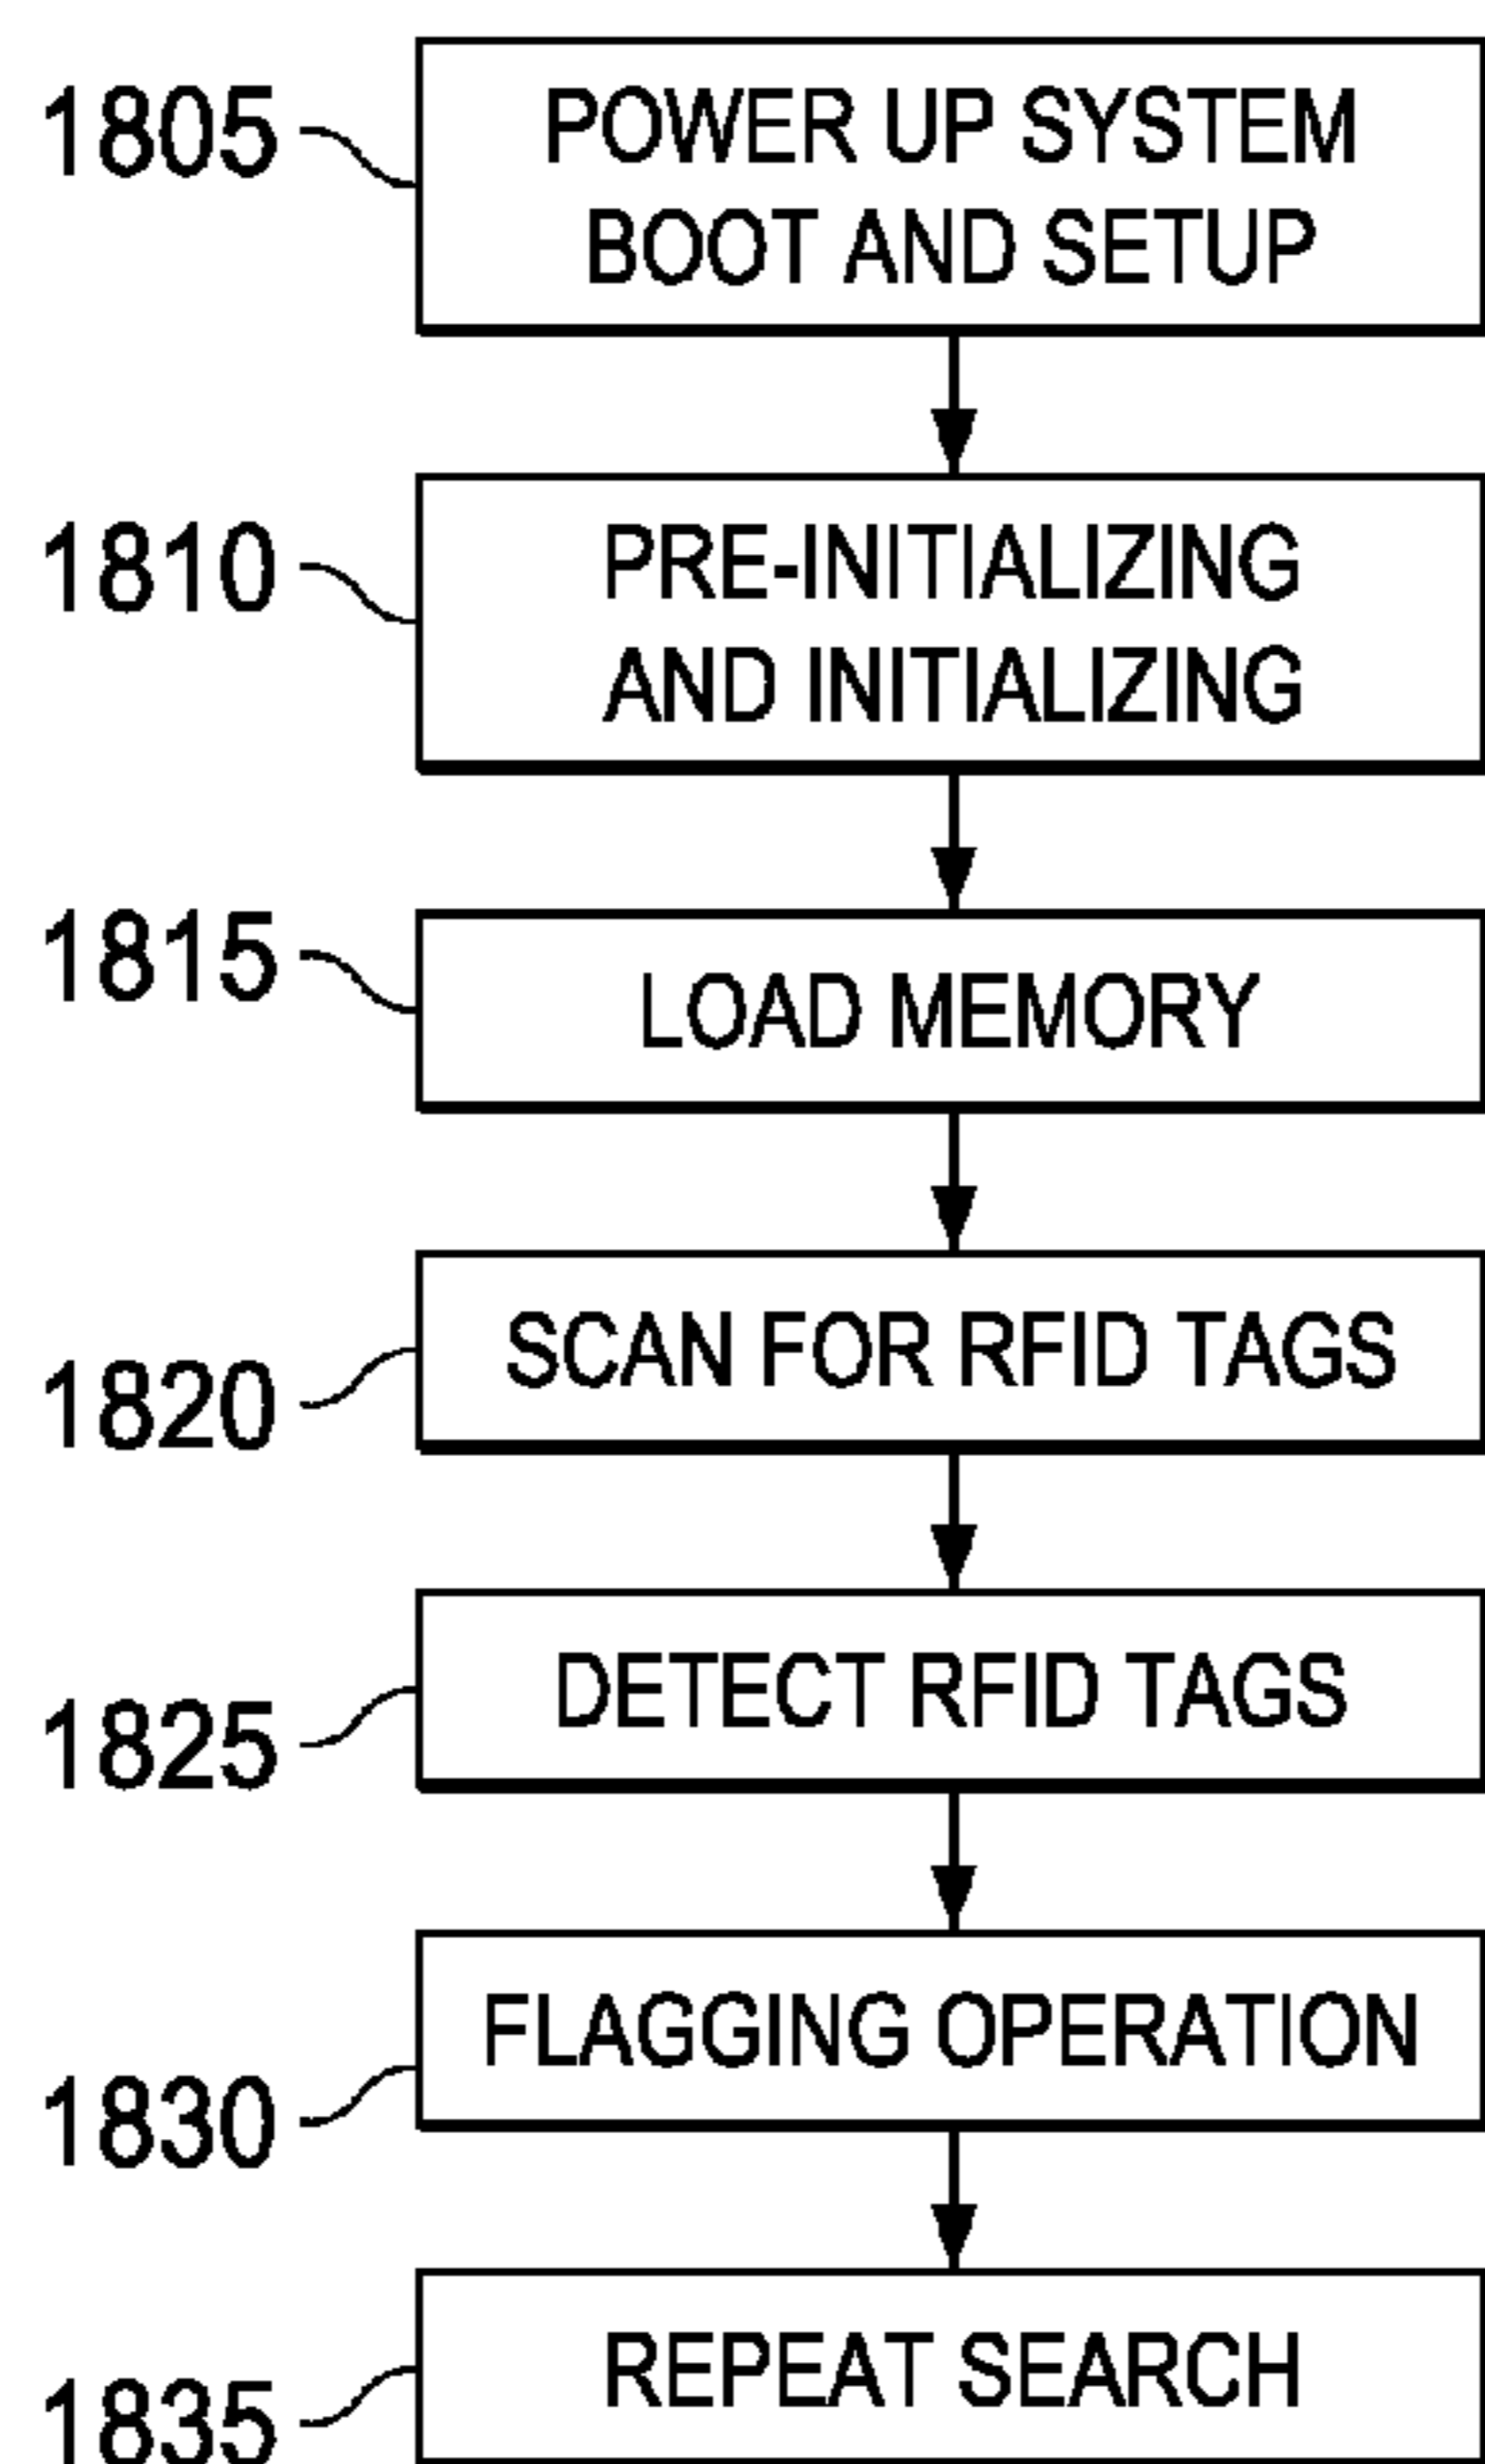 1805
POWER UP SYSTEM
BOOT AND SETUP
1810
PRE-INITIALIZING
AND INITIALIZING
1815
LOAD MEMORY
1820
SCAN FOR RFID TAGS
1825
DETECT RFID TAGS
1830
FLAGGING OPERATION
1835
REPEAT SEARCH